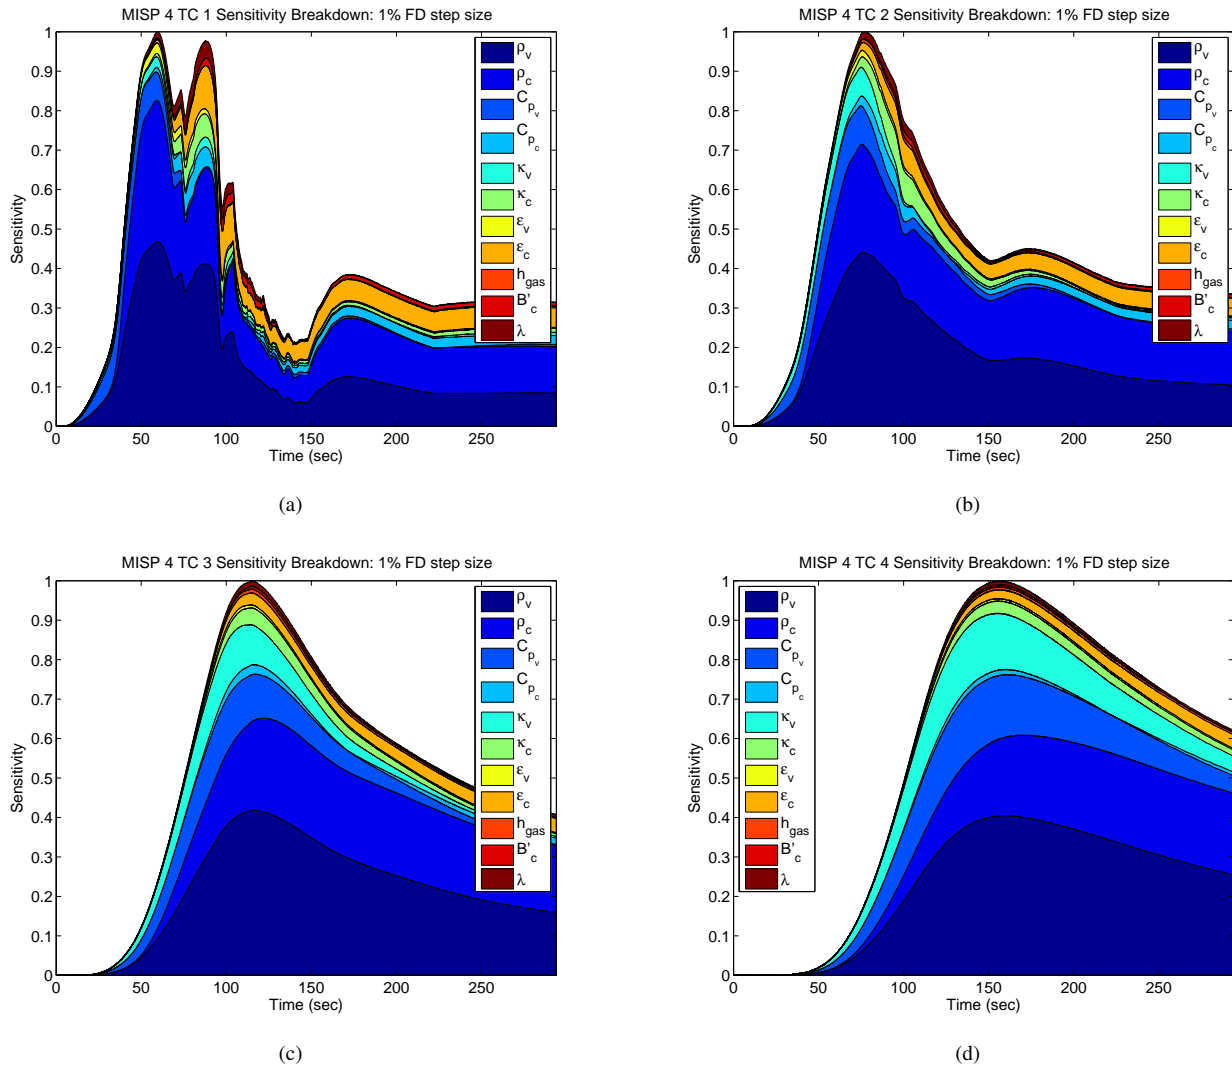 MISP 4 TC 1 Sensitivity Breakdown: 1% FD step size
1
0.9
0.8
0.7
0.6
0.5
0.4
0.3
0.2
0.1
0
Sensitivity
0 50 100 150 200 250
Time (sec)
ρv
ρc
Cpv
Cpc
κv
κc
εv
εc
hgas
B'c
λ
(a)
MISP 4 TC 2 Sensitivity Breakdown: 1% FD step size
1
0.9
0.8
0.7
0.6
0.5
0.4
0.3
0.2
0.1
0
Sensitivity
0 50 100 150 200 250
Time (sec)
ρv
ρc
Cpv
Cpc
κv
κc
εv
εc
hgas
B'c
λ
(b)
MISP 4 TC 3 Sensitivity Breakdown: 1% FD step size
1
0.9
0.8
0.7
0.6
0.5
0.4
0.3
0.2
0.1
0
Sensitivity
0 50 100 150 200 250
Time (sec)
ρv
ρc
Cpv
Cpc
κv
κc
εv
εc
hgas
B'c
λ
(c)
MISP 4 TC 4 Sensitivity Breakdown: 1% FD step size
1
0.9
0.8
0.7
0.6
0.5
0.4
0.3
0.2
0.1
0
Sensitivity
0 50 100 150 200 250
Time (sec)
ρv
ρc
Cpv
Cpc
κv
κc
εv
εc
hgas
B'c
λ
(d)